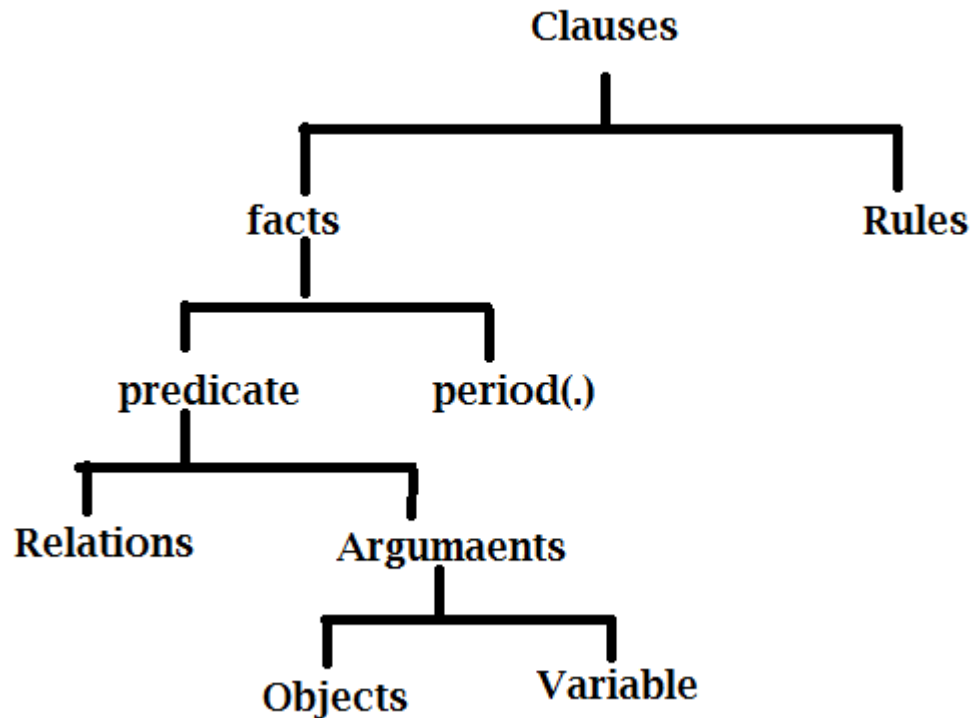 Clauses
facts
Rules
predicate
period(.)
Relations
Argumaents
Objects
Variable